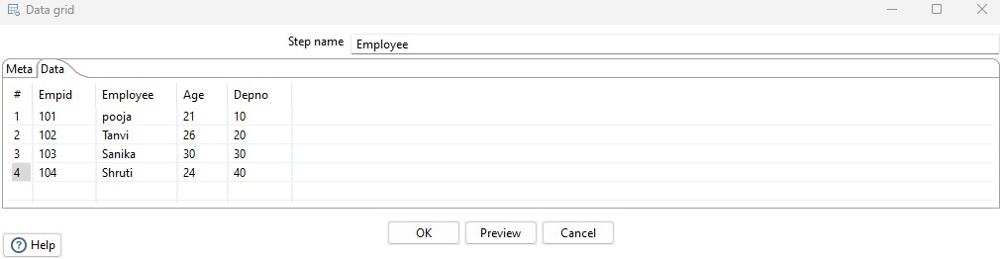 Data grid
Step name Employee
Meta Data
# Empid Employee Age Depno
1 101 pooja 21 10
2 102 Tanvi 26 20
3 103 Sanika 30 30
4 104 Shruti 24 40
OK Preview Cancel
Help